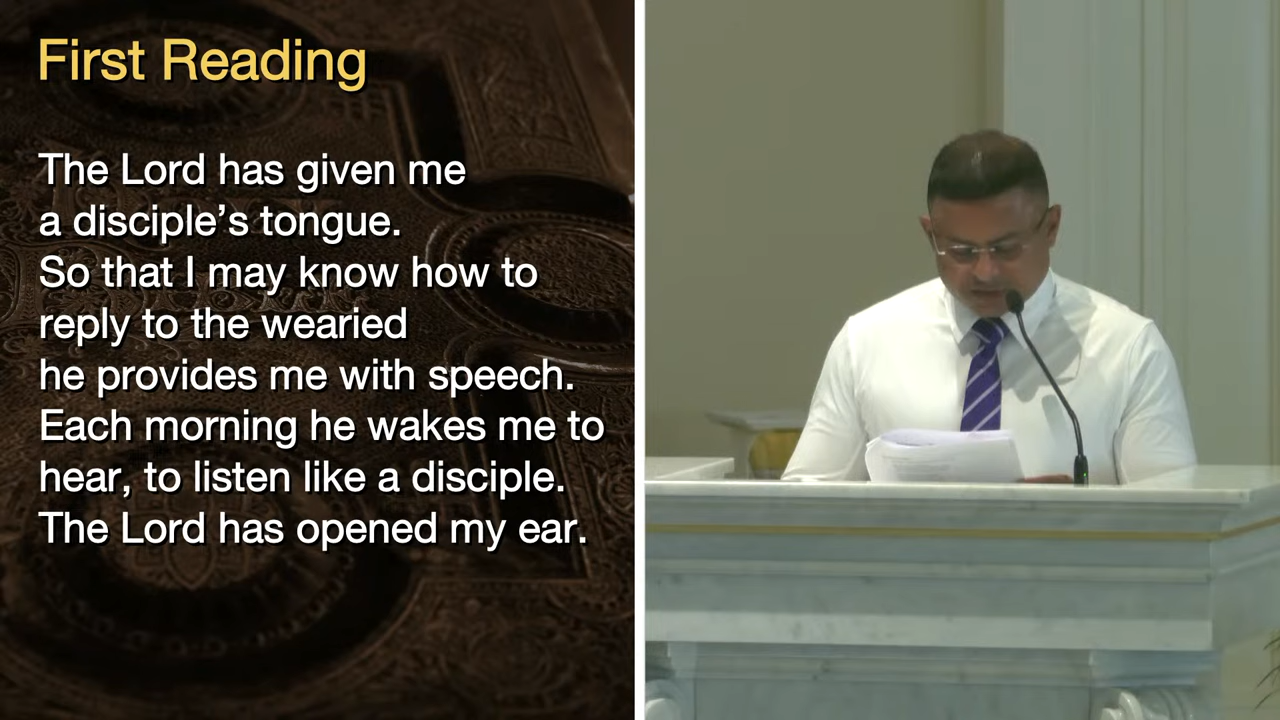 First Reading
The Lord has given me
a disciple’s tongue.
So that I may know how to
reply to the wearied
he provides me with speech.
Each morning he wakes me to
hear, to listen like a disciple.
The Lord has opened my ear.